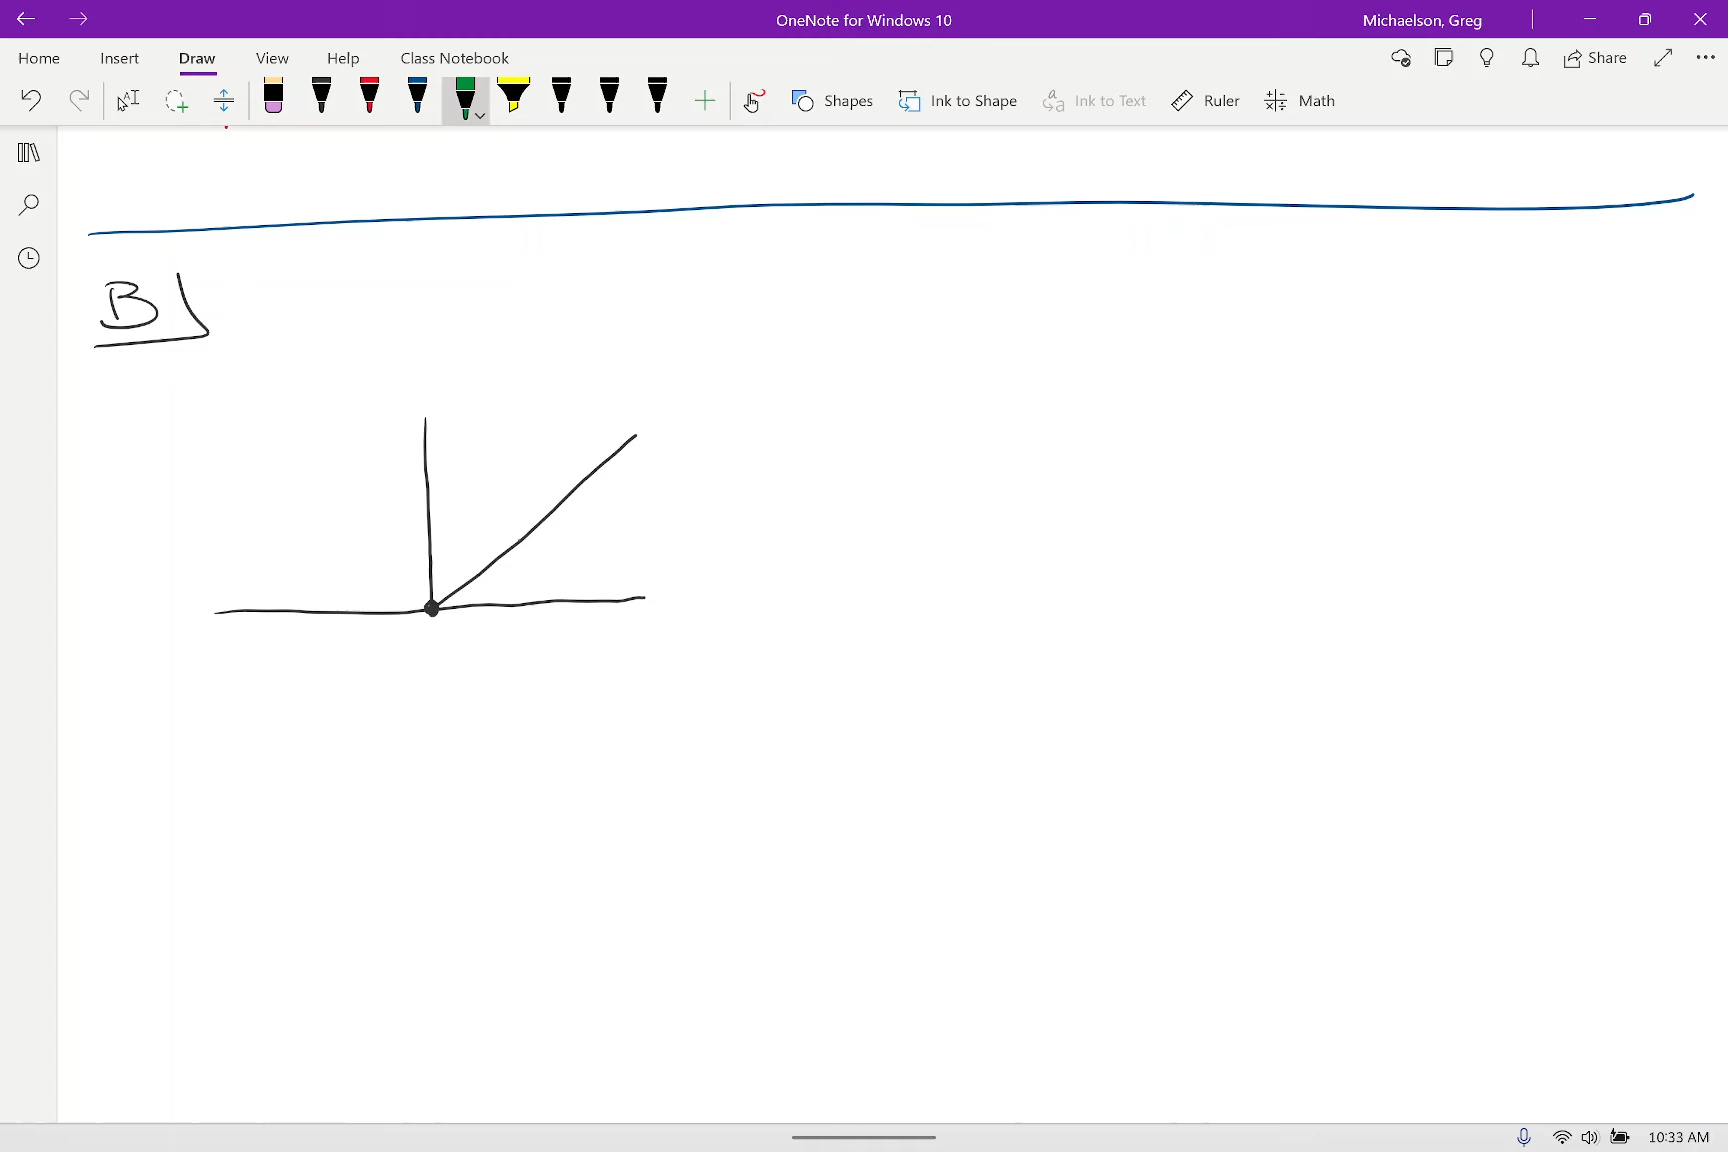 OneNote for Windows 10
Michaelson, Greg
Home Insert Draw View Help Class Notebook
Share
Shapes Ink to Shape Ink to Text Ruler Math
B)
10:33 AM